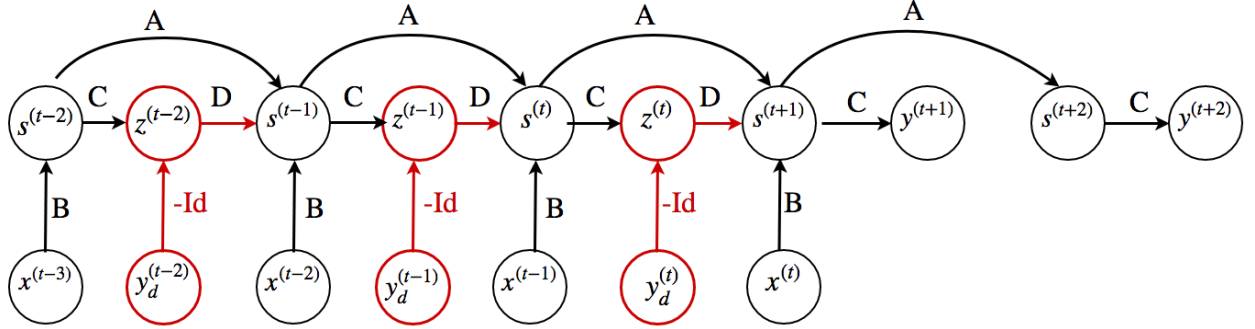 A A A A
s^{(t−2)} C z^{(t−2)} D s^{(t−1)} C z^{(t−1)} D s^{(t)} C z^{(t)} D s^{(t+1)} C y^{(t+1)} s^{(t+2)} C y^{(t+2)}
B -Id B -Id B -Id B
x^{(t−3)} y_d^{(t−2)} x^{(t−2)} y_d^{(t−1)} x^{(t−1)} y_d^{(t)} x^{(t)}